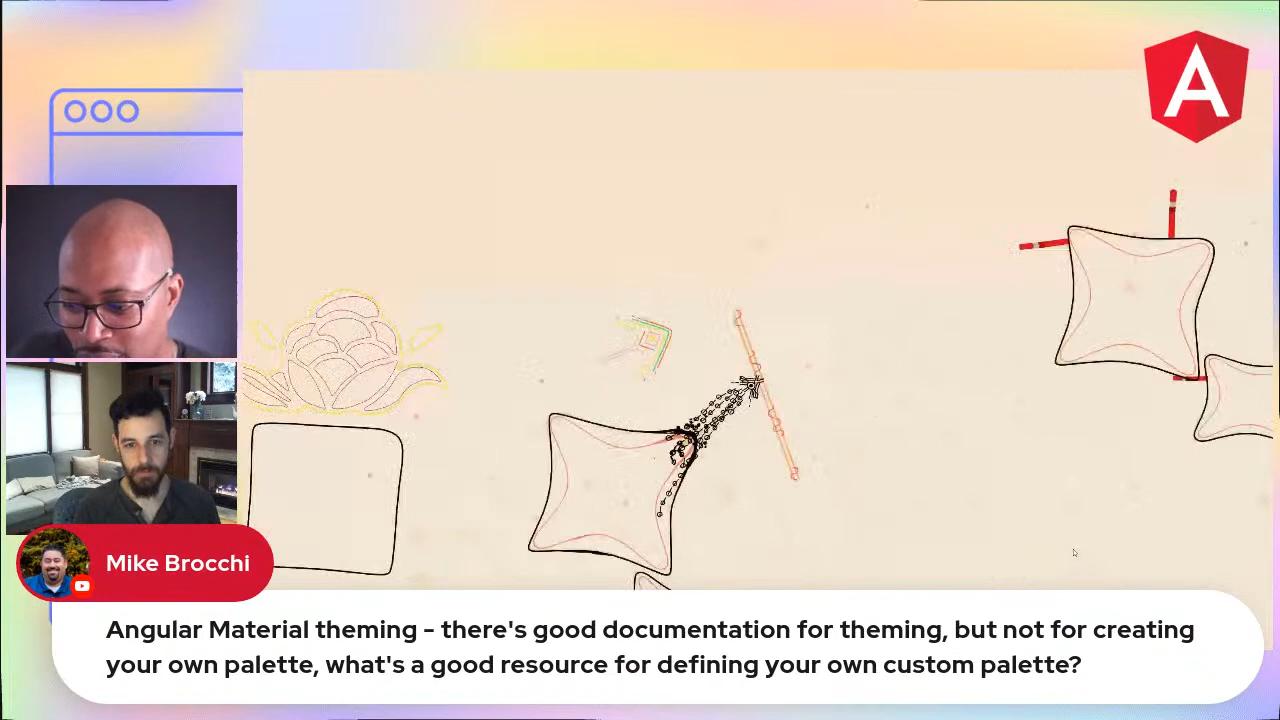 Mike Brocchi
Angular Material theming - there's good documentation for theming, but not for creating
your own palette, what's a good resource for defining your own custom palette?